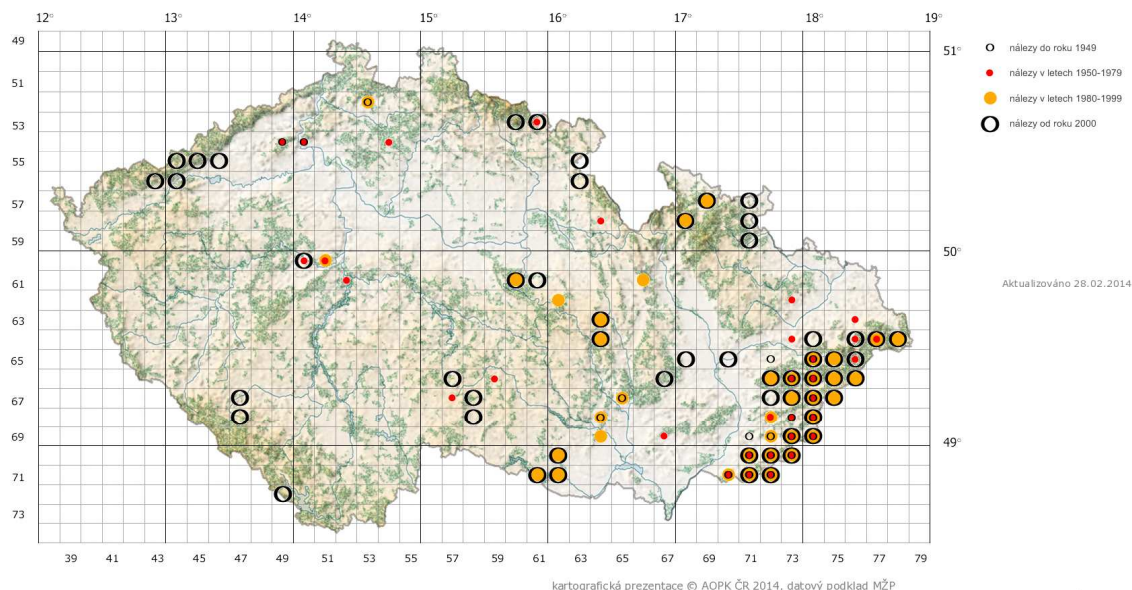 12° 13° 14° 15° 16° 17° 18° 19°
49 51°
51
53
55
57
59 50°
61
63
65
67
69 49°
71
73
39 41 43 45 47 49 51 53 55 57 59 61 63 65 67 69 71 73 75 77 79
nálezy do roku 1949
nálezy v letech 1950-1979
nálezy v letech 1980-1999
nálezy od roku 2000
Aktualizováno 28.02.2014
kartografická prezentace © AOPK ČR 2014, datový podklad MŽP